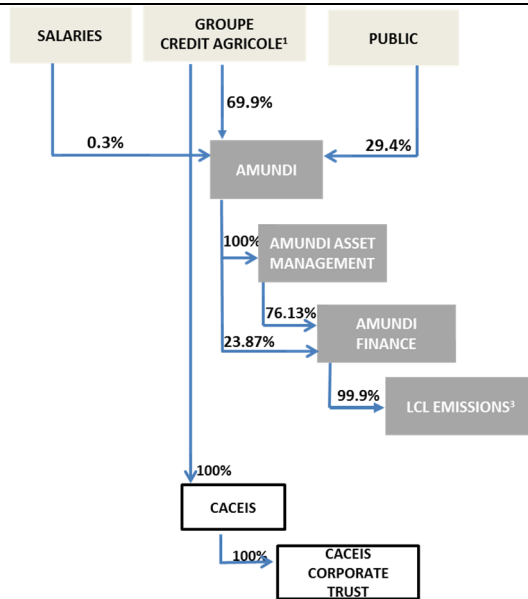 SALARIES
GROUPE
CREDIT AGRICOLE¹
PUBLIC
69.9%
0.3%
29.4%
AMUNDI
100%
AMUNDI ASSET
MANAGEMENT
76.13%
23.87%
AMUNDI
FINANCE
99.9%
LCL EMISSIONS³
100%
CACEIS
100%
CACEIS
CORPORATE
TRUST